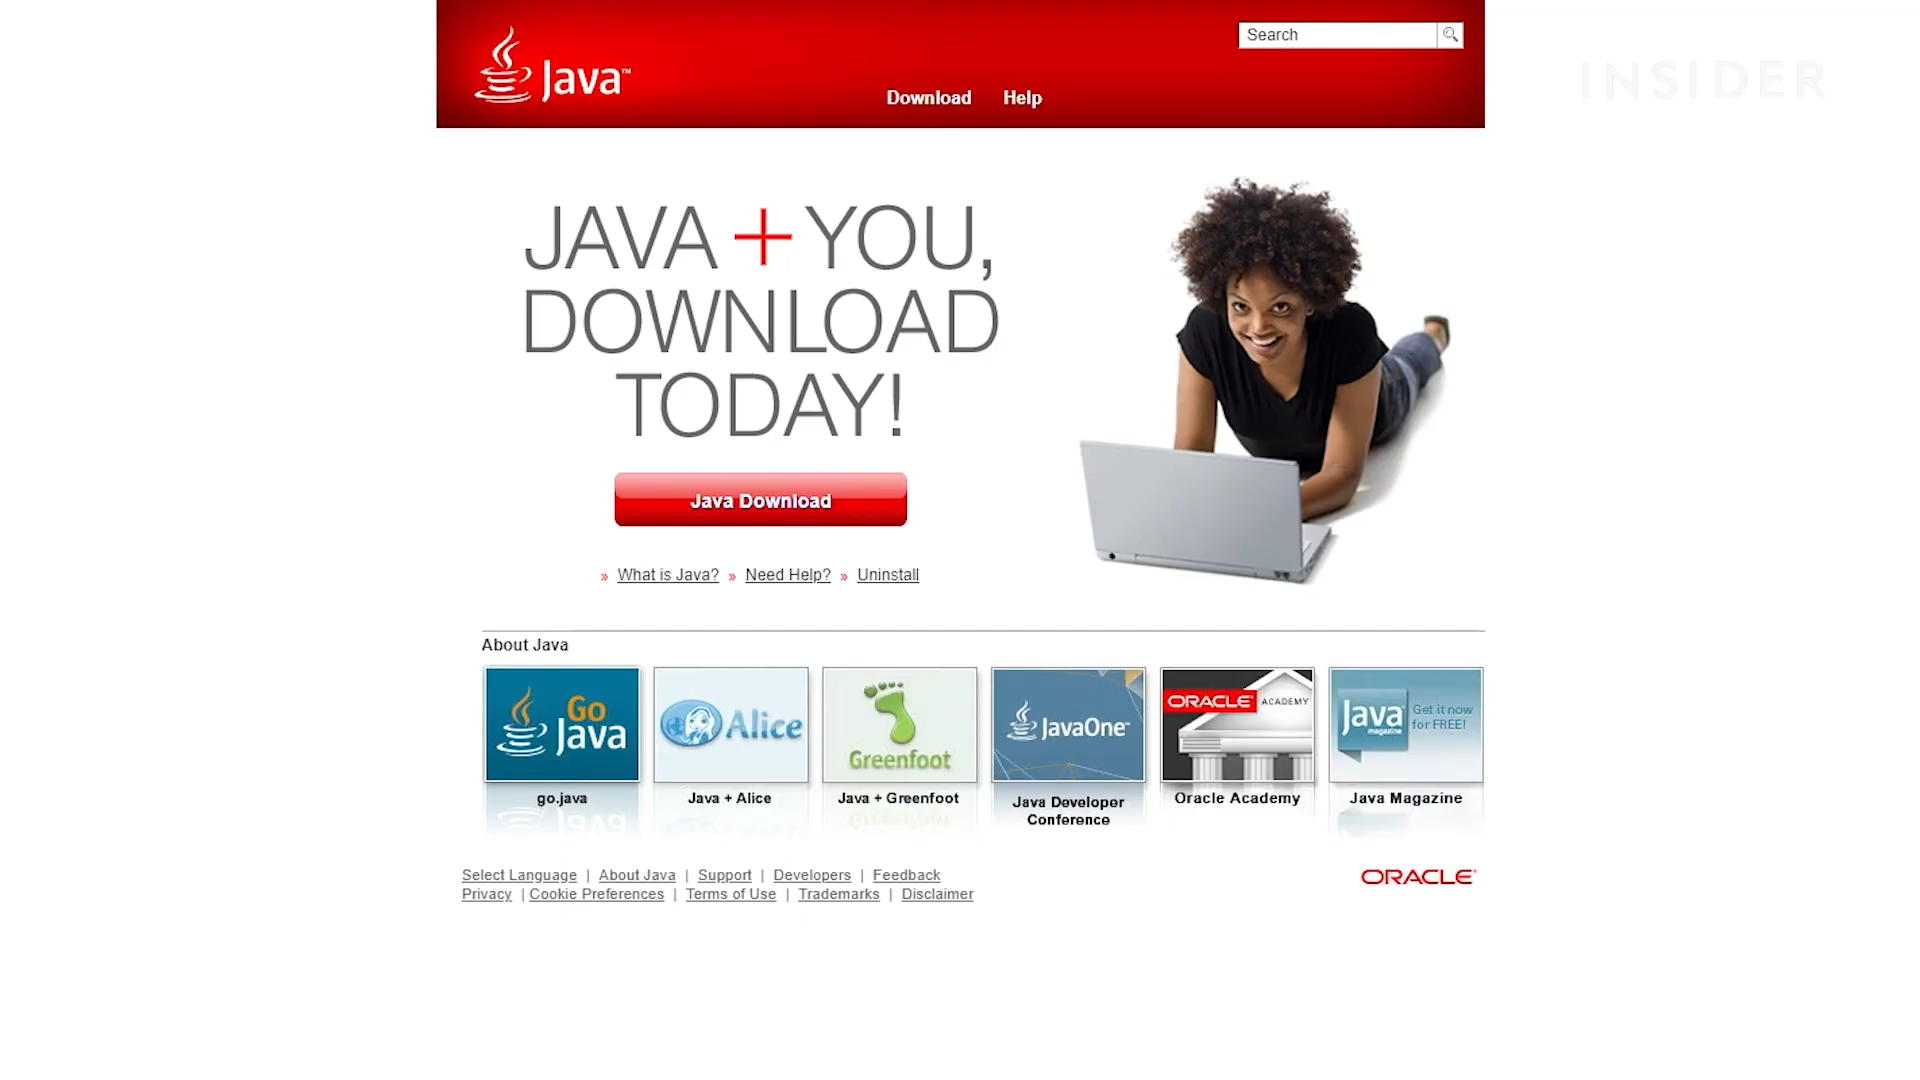 Java™
Search
INSIDER
Download Help
JAVA + YOU,
DOWNLOAD
TODAY!
Java Download
» What is Java? » Need Help? » Uninstall
About Java
Go
Java
Alice
Greenfoot
JavaOne™
ORACLE® ACADEMY
Java™
magazine
Get it now
for FREE!
go.java
Java + Alice
Java + Greenfoot
Java Developer
Conference
Oracle Academy
Java Magazine
Select Language | About Java | Support | Developers | Feedback
Privacy | Cookie Preferences | Terms of Use | Trademarks | Disclaimer
ORACLE®